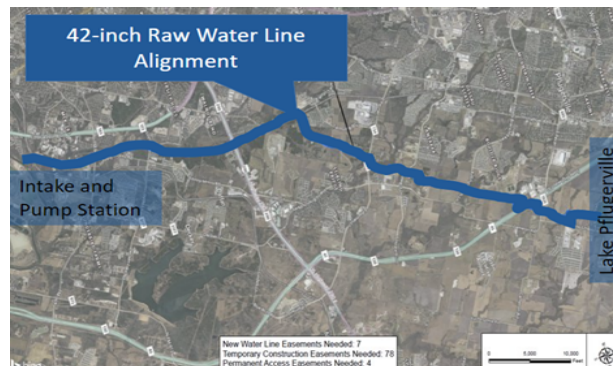 42-inch Raw Water Line
Alignment
Intake and
Pump Station
Lake Pflugerville
New Water Line Easements Needed: 7
Temporary Construction Easements Needed: 78
Permanent Access Easements Needed: 4
0 5,000 10,000
Feet